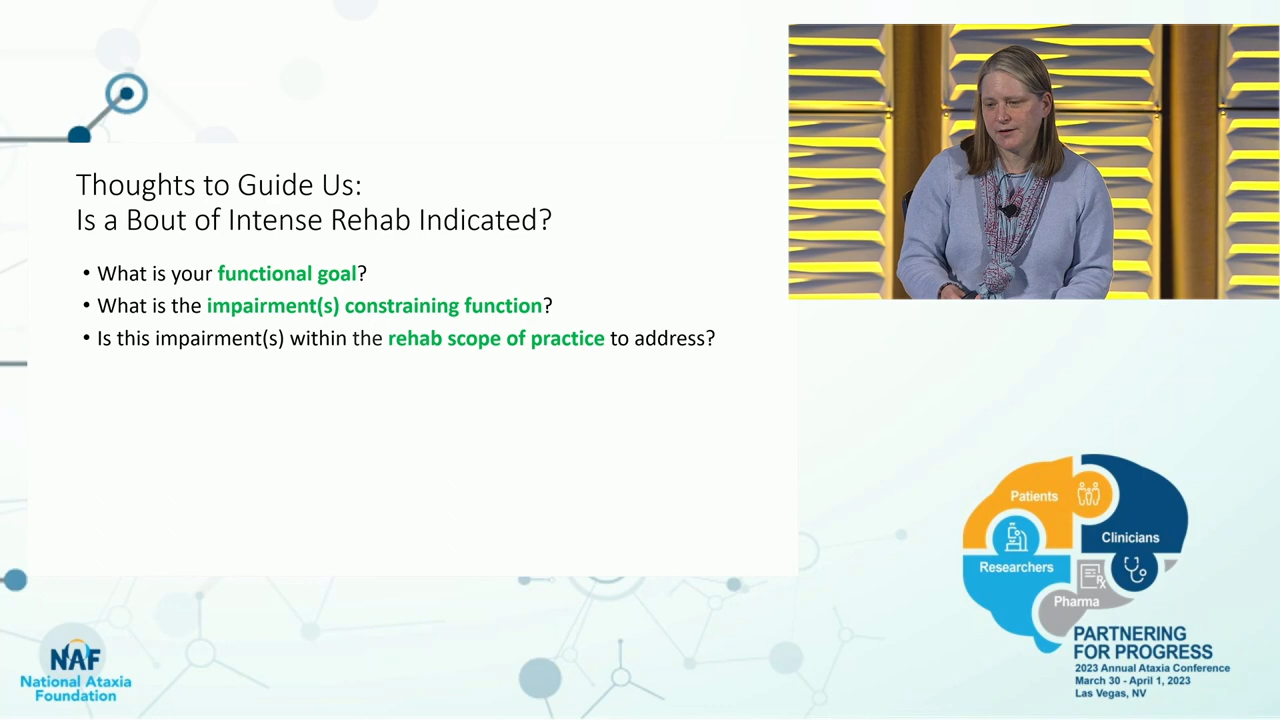 Thoughts to Guide Us:
Is a Bout of Intense Rehab Indicated?
• What is your functional goal?
• What is the impairment(s) constraining function?
• Is this impairment(s) within the rehab scope of practice to address?
Patients
Clinicians
Researchers
Rx
Pharma
PARTNERING
FOR PROGRESS
2023 Annual Ataxia Conference
March 30 - April 1, 2023
Las Vegas, NV
NAF
National Ataxia
Foundation